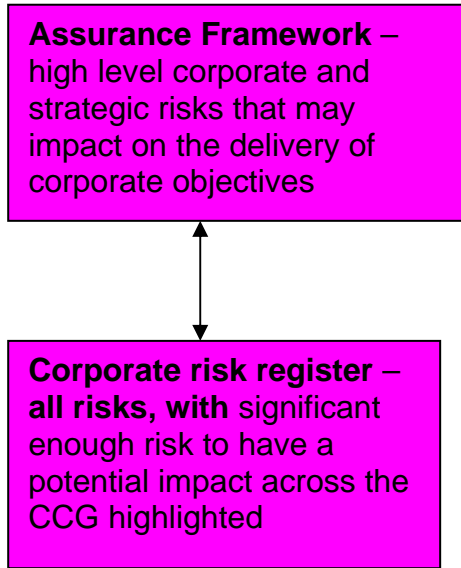 Assurance Framework –
high level corporate and
strategic risks that may
impact on the delivery of
corporate objectives
Corporate risk register –
all risks, with significant
enough risk to have a
potential impact across the
CCG highlighted